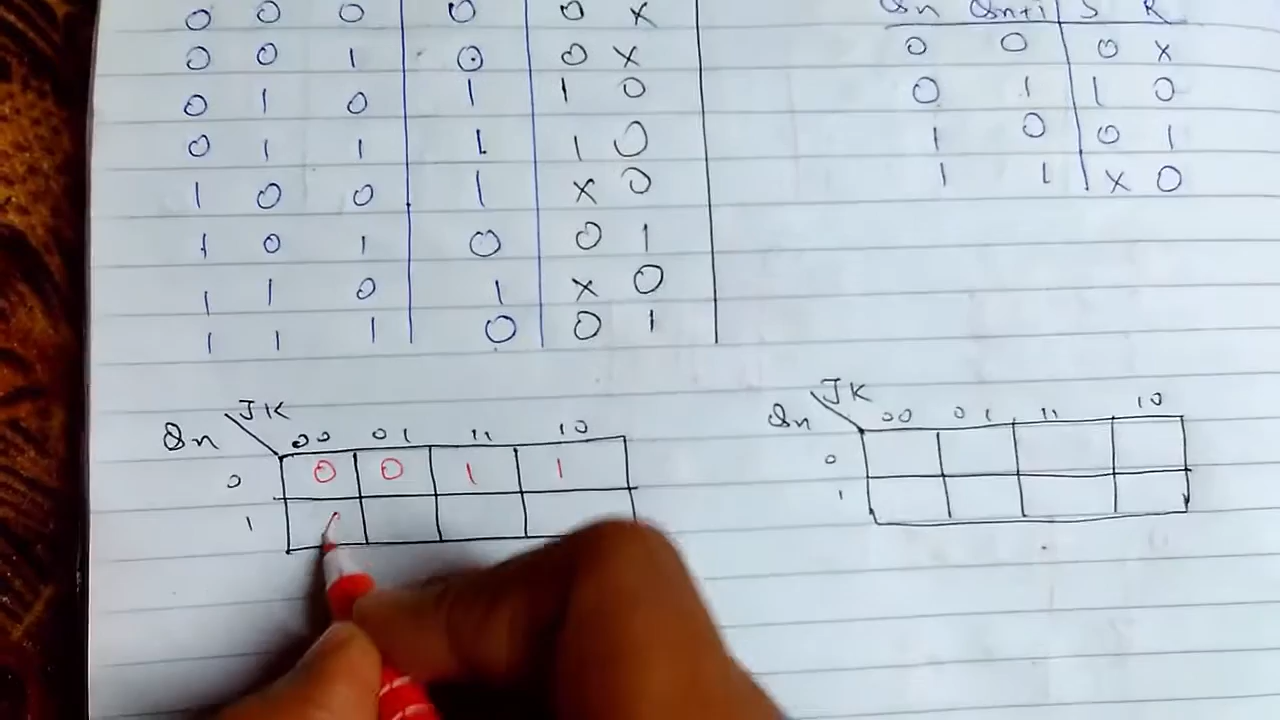 0 0 0 0 0 x
0 0 1 0 0 x
0 1 0 1 1 0
0 1 1 1 1 0
1 0 0 1 x 0
1 0 1 0 0 1
1 1 0 1 x 0
1 1 1 0 0 1
Qn Qn+1 S R
0 0 0 x
0 1 1 0
1 0 0 1
1 1 x 0
JK
Qn 00 01 11 10
0 0 0 1 1
1
JK
Qn 00 01 11 10
0
1